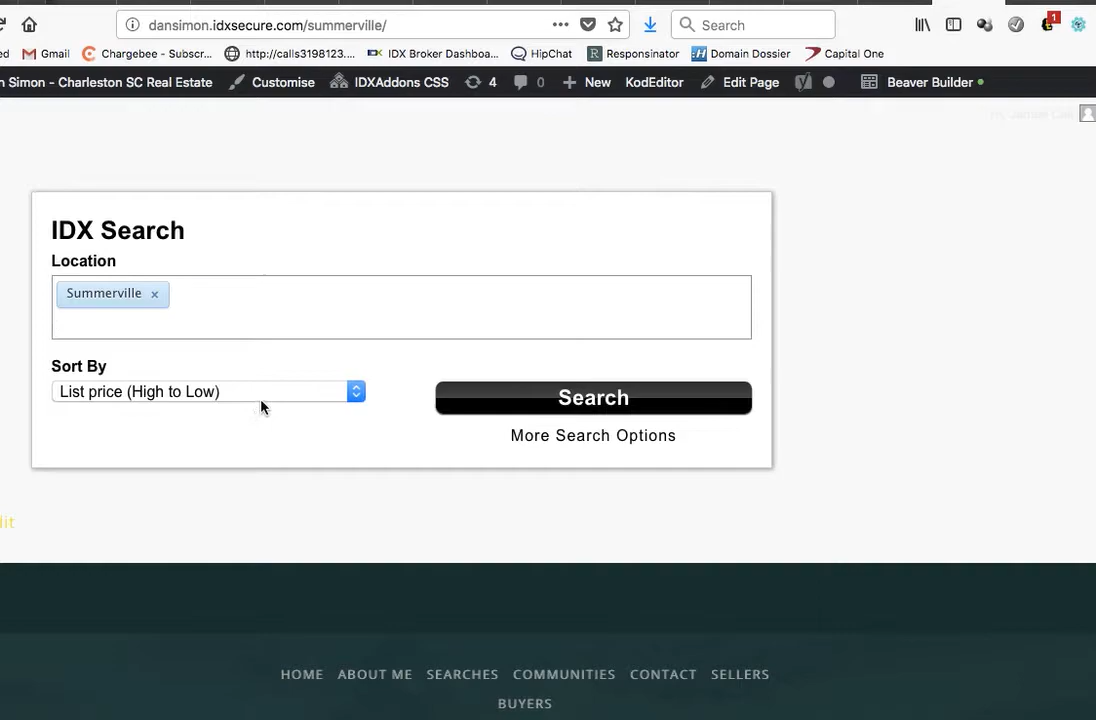 dansimon.idxsecure.com/summerville/
Search
1
Gmail
Chargebee - Subscr...
http://calls3198123....
IDX Broker Dashboa...
HipChat
Responsinator
Domain Dossier
Capital One
Simon - Charleston SC Real Estate
Customise
IDXAddons CSS
4
0
New
KodEditor
Edit Page
Beaver Builder
IDX Search
Location
Summerville ×
Sort By
List price (High to Low)
Search
More Search Options
dit
HOME ABOUT ME SEARCHES COMMUNITIES CONTACT SELLERS
BUYERS